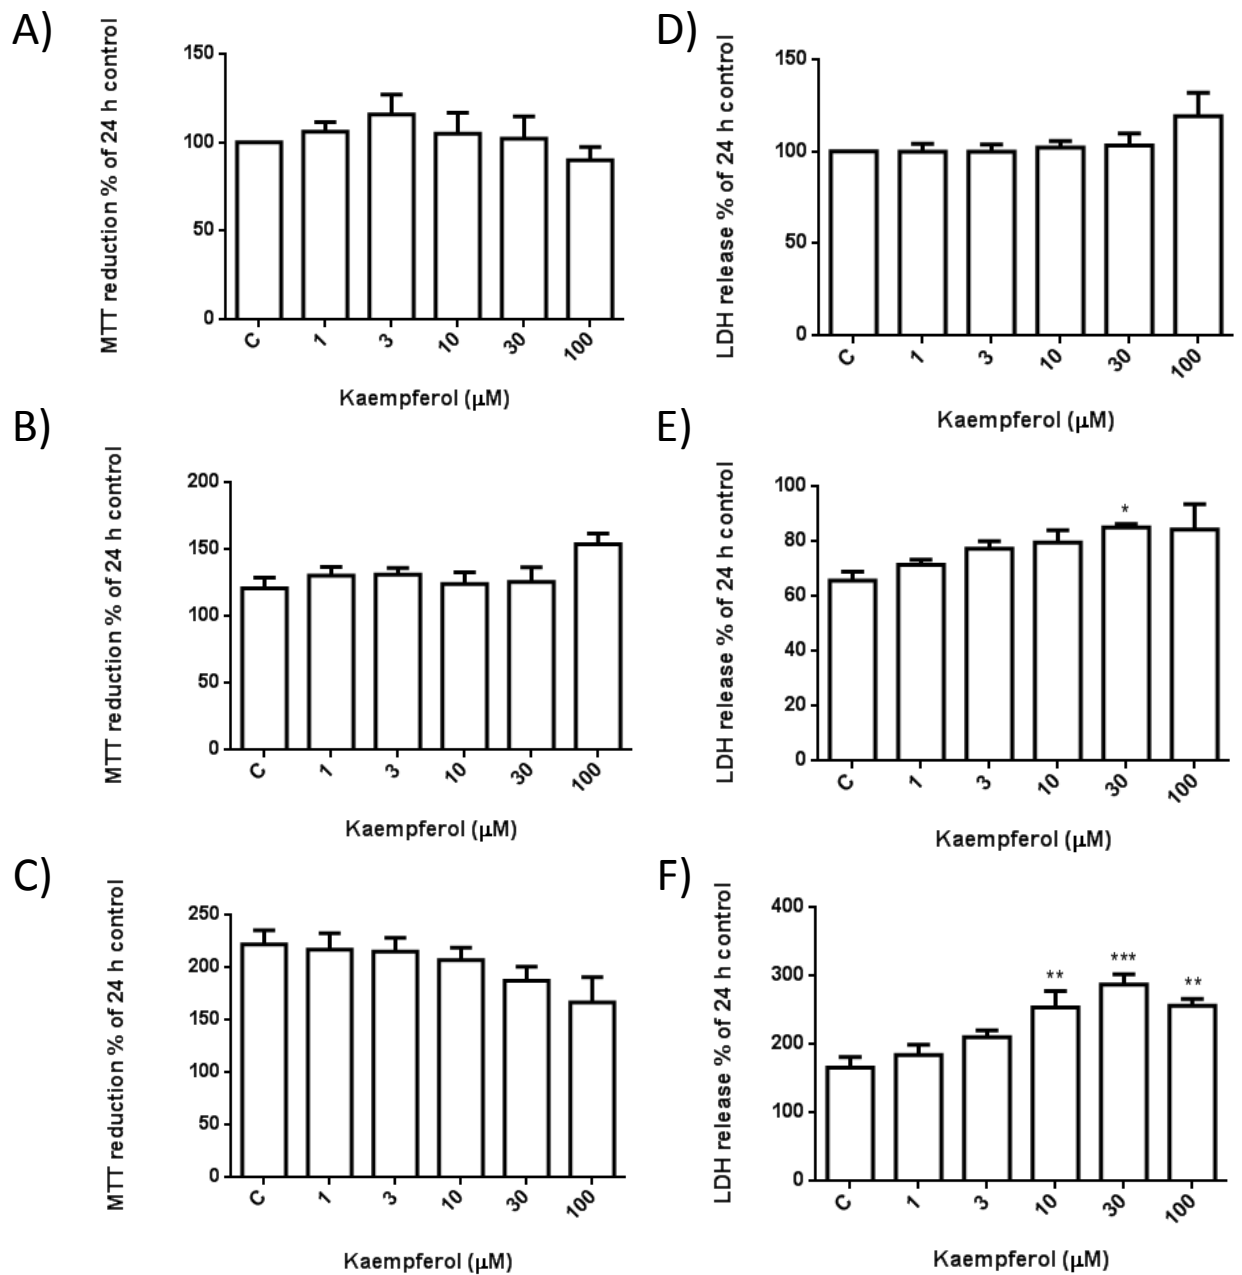 A)
MTT reduction % of 24 h control
150
100
50
0
C 1 3 10 30 100
Kaempferol (μM)
B)
MTT reduction % of 24 h control
200
150
100
50
0
C 1 3 10 30 100
Kaempferol (μM)
C)
MTT reduction % of 24 h control
250
200
150
100
50
0
C 1 3 10 30 100
Kaempferol (μM)
D)
LDH release % of 24 h control
150
100
50
0
C 1 3 10 30 100
Kaempferol (μM)
E)
LDH release % of 24 h control
100
80
60
40
20
0
*
C 1 3 10 30 100
Kaempferol (μM)
F)
LDH release % of 24 h control
400
300
200
100
0
** *** **
C 1 3 10 30 100
Kaempferol (μM)